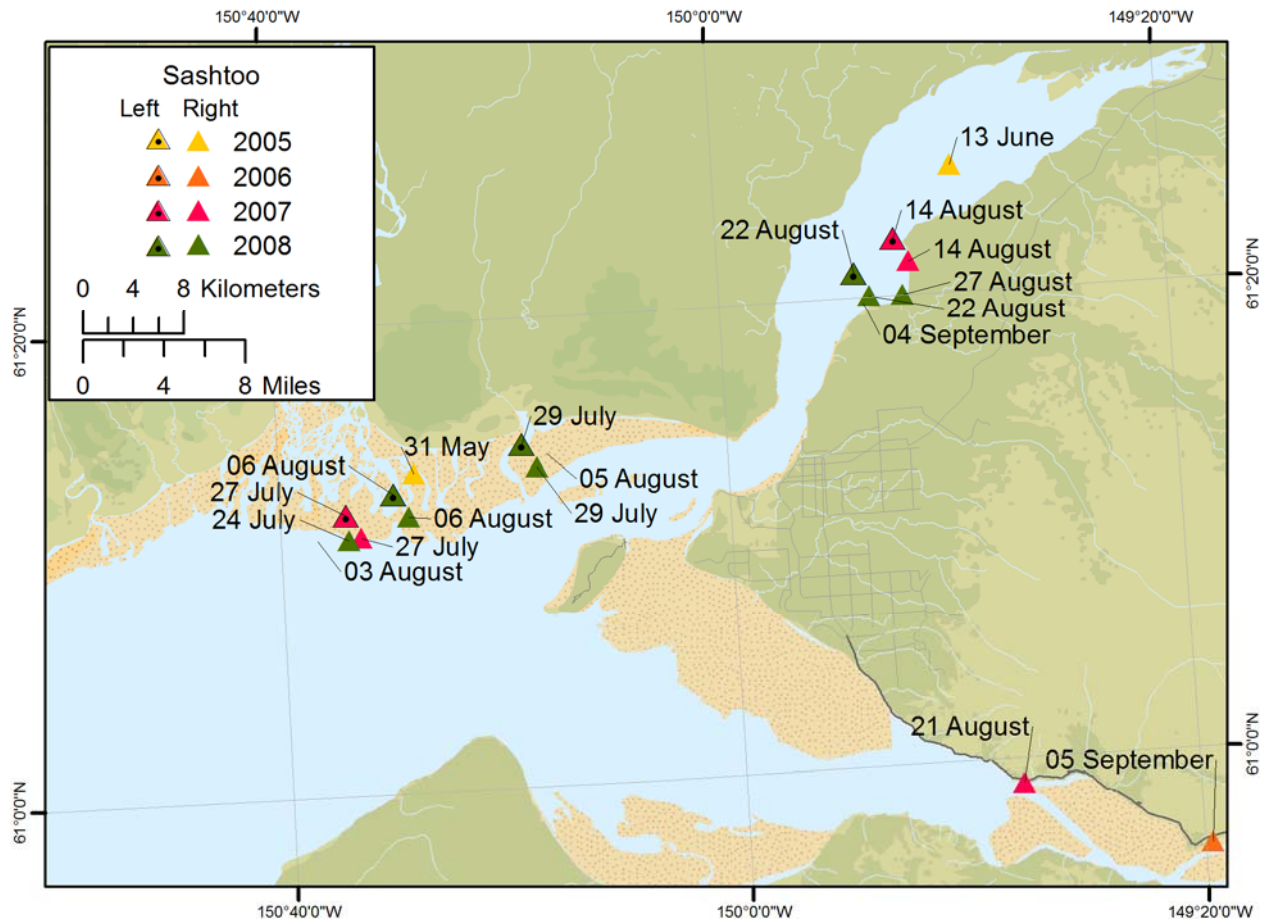 150°40'0"W 150°0'0"W 149°20'0"W
Sashtoo
Left Right
2005
2006
2007
2008
0 4 8 Kilometers
0 4 8 Miles
13 June
14 August
22 August
14 August
27 August
22 August
04 September
61°20'0"N
61°20'0"N
29 July
31 May
06 August
05 August
27 July
29 July
24 July
06 August
27 July
03 August
21 August
05 September
61°0'0"N
61°0'0"N
150°40'0"W 150°0'0"W 149°20'0"W